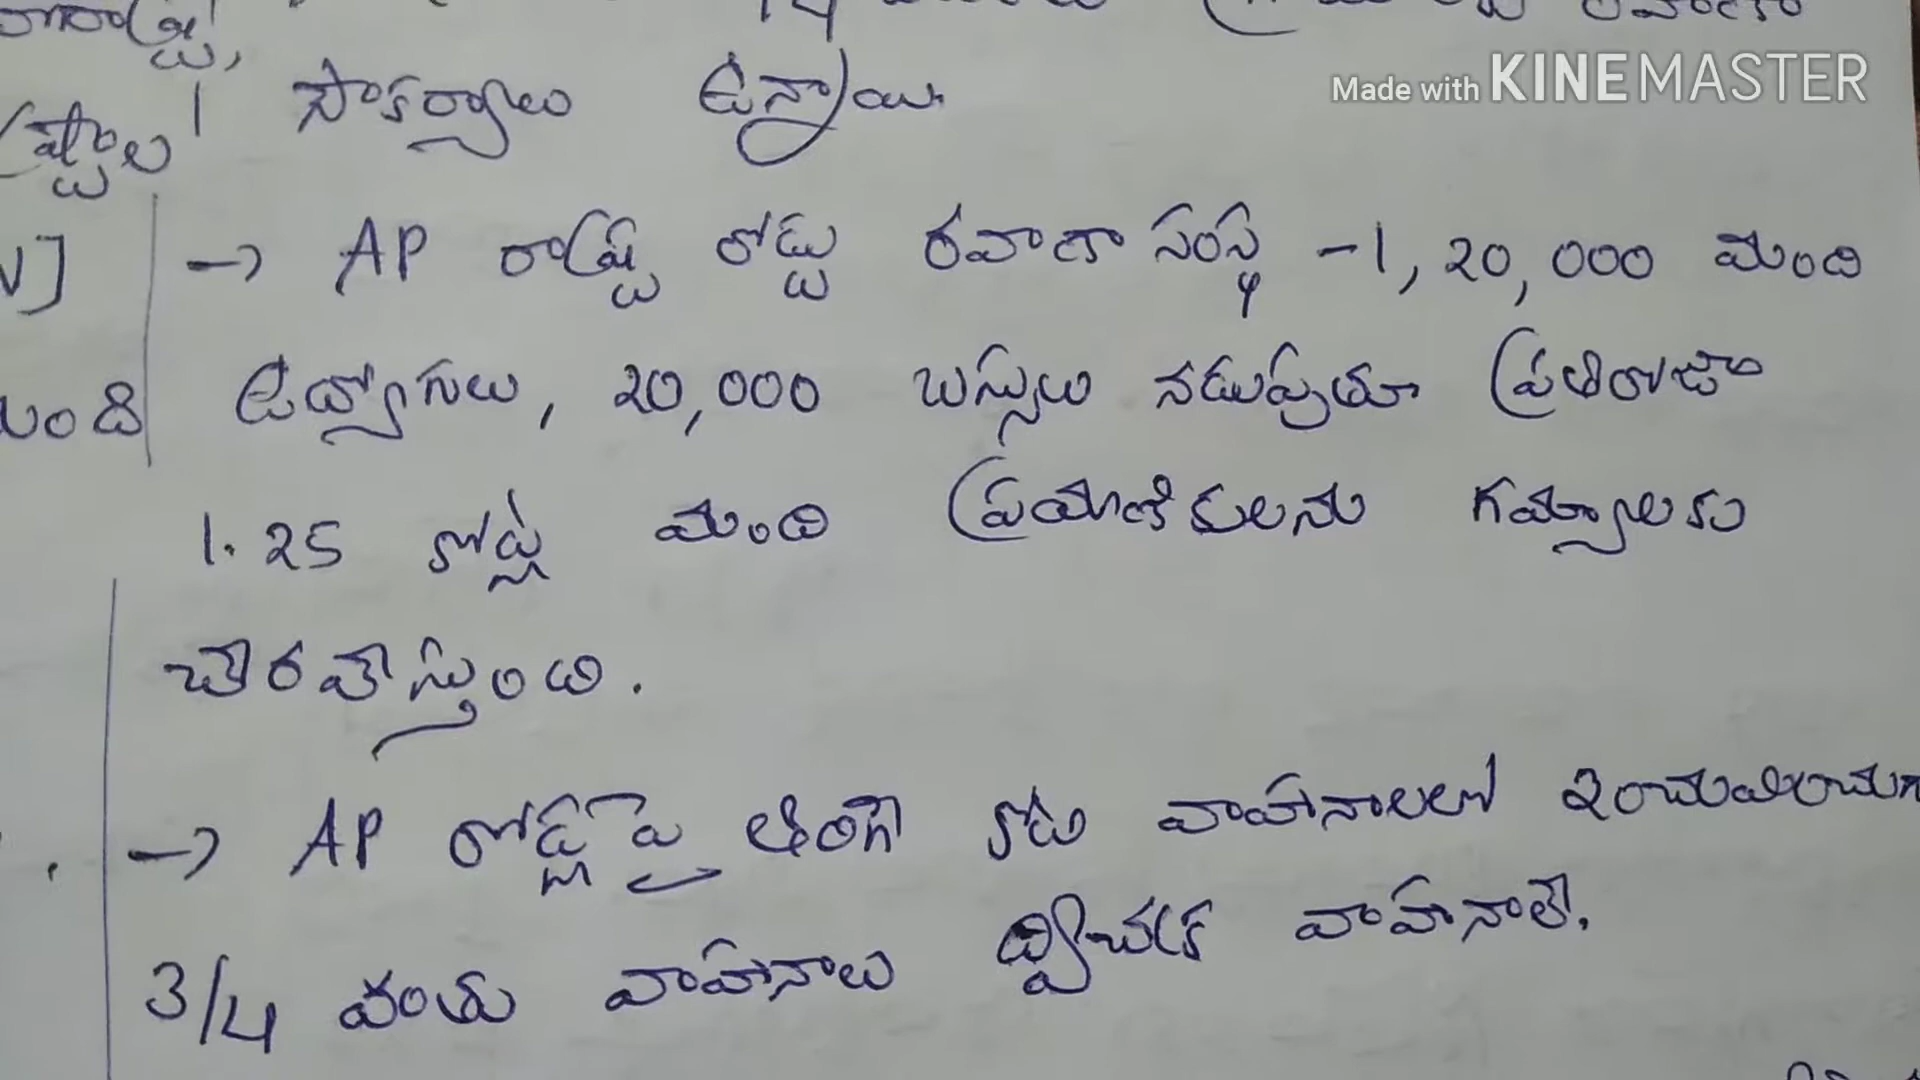 Made with KINEMASTER
సౌకర్యాలు ఉన్నాయి.
ష్ట్రాల
→ AP రాష్ట్ర రోడ్డు రవాణా సంస్థ - 1,20,000 మంది
ఉద్యోగులు, 20,000 బస్సులు నడుపుతూ ప్రతిరోజూ
1.25 కోట్ల మంది ప్రయాణికులను గమ్యాలకు
చేరవేస్తుంది.
→ AP రోడ్లపై తిరిగే కోటి వాహనాలలో ఇంచుమించుగా
3/4 వంతు వాహనాలు ద్విచక్ర వాహనాలే.